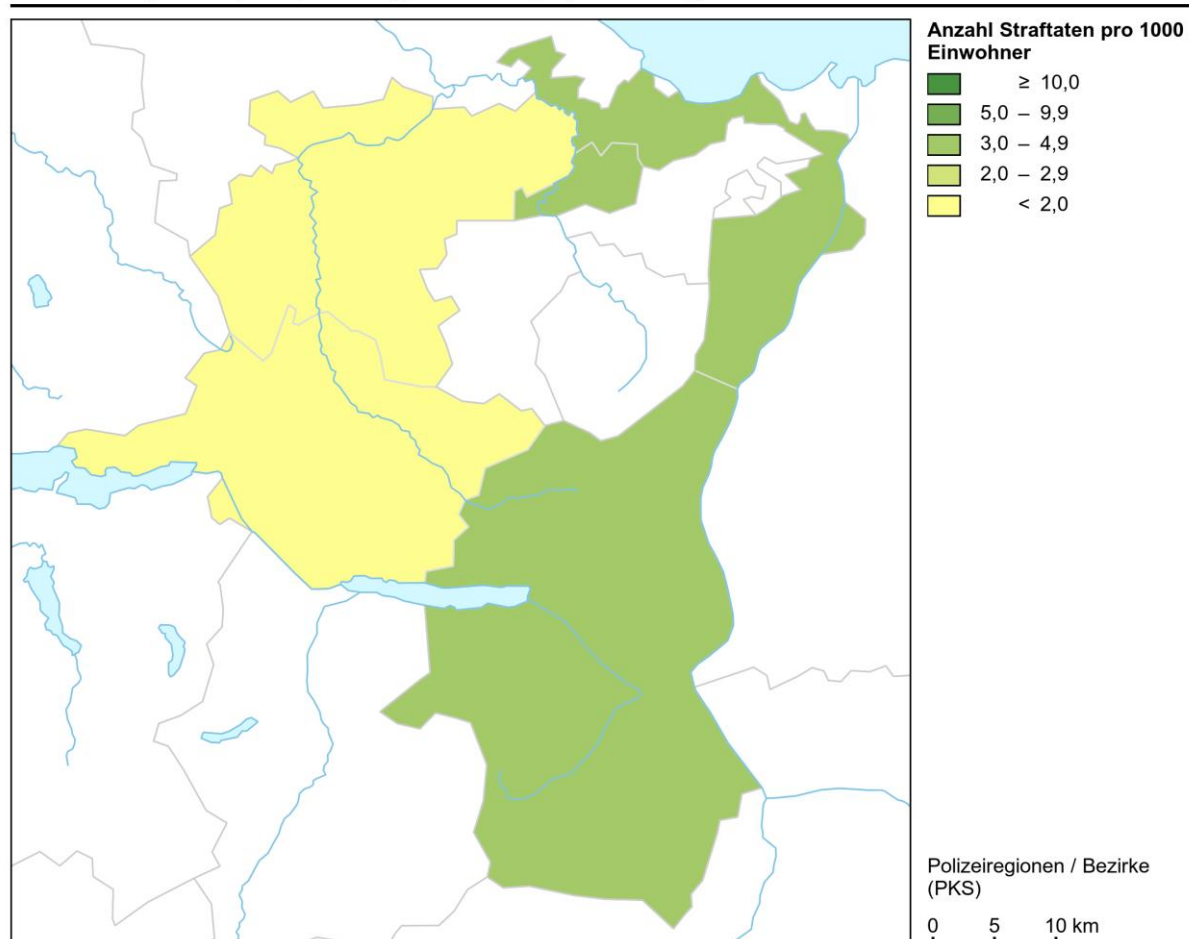 Anzahl Straftaten pro 1000
Einwohner
≥ 10,0
5,0 – 9,9
3,0 – 4,9
2,0 – 2,9
< 2,0
Polizeiregionen / Bezirke
(PKS)
0 5 10 km